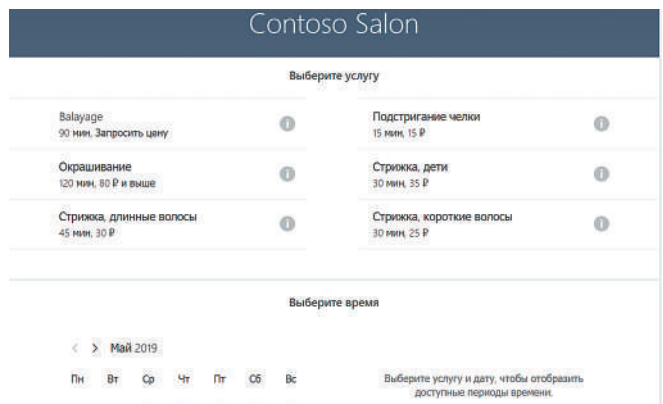 Contoso Salon
Выберите услугу
Balayage
90 мин, Запросить цену
Подстригание челки
15 мин, 15 ₽
Окрашивание
120 мин, 80 ₽ и выше
Стрижка, дети
30 мин, 35 ₽
Стрижка, длинные волосы
45 мин, 30 ₽
Стрижка, короткие волосы
30 мин, 25 ₽
Выберите время
< > Май 2019
Пн Вт Ср Чт Пт Сб Вс
Выберите услугу и дату, чтобы отобразить
доступные периоды времени.